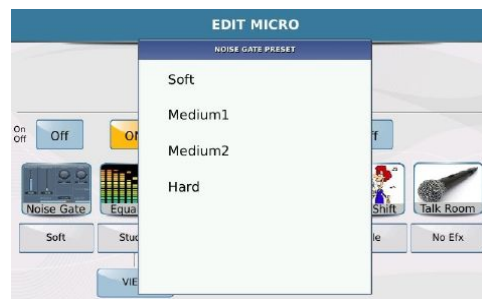 EDIT MICRO
NOISE GATE PRESET
Soft
Medium1
Medium2
Hard
On
Off
Off
Noise Gate
Shift
Talk Room
Soft
No Efx